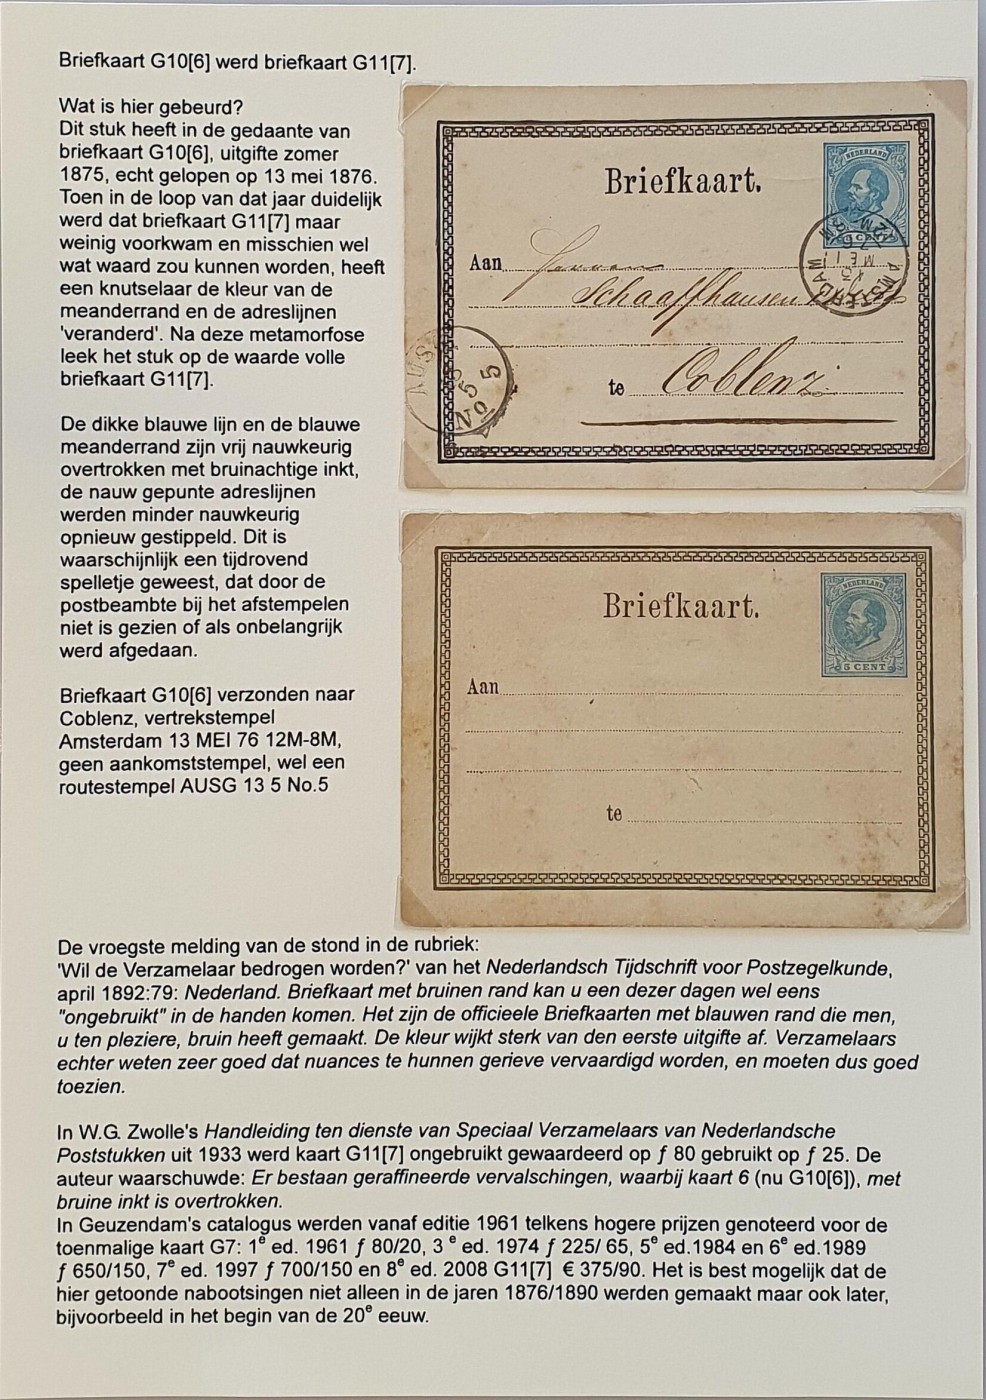 Briefkaart G10[6] werd briefkaart G11[7].
Wat is hier gebeurd?
Dit stuk heeft in de gedaante van
briefkaart G10[6], uitgifte zomer
1875, echt gelopen op 13 mei 1876.
Toen in de loop van dat jaar duidelijk
werd dat briefkaart G11[7] maar
weinig voorkwam en misschien wel
wat waard zou kunnen worden, heeft
een knutselaar de kleur van de
meanderrand en de adreslijnen
'veranderd'. Na deze metamorfose
leek het stuk op de waarde volle
briefkaart G11[7].
De dikke blauwe lijn en de blauwe
meanderrand zijn vrij nauwkeurig
overtrokken met bruinachtige inkt,
de nauw gepunte adreslijnen
werden minder nauwkeurig
opnieuw gestippeld. Dit is
waarschijnlijk een tijdrovend
spelletje geweest, dat door de
postbeambte bij het afstempelen
niet is gezien of als onbelangrijk
werd afgedaan.
Briefkaart G10[6] verzonden naar
Coblenz, vertrekstempel
Amsterdam 13 MEI 76 12M-8M,
geen aankomststempel, wel een
routestempel AUSG 13 5 No.5
NEDERLAND
Briefkaart.
AMSTERDAM
13
MEI
76
Aan
Schaaffhausen
te Coblenz.
AUSG
5
No 5
NEDERLAND
5 CENT
Briefkaart.
Aan
te
De vroegste melding van de stond in de rubriek:
'Wil de Verzamelaar bedrogen worden?' van het Nederlandsch Tijdschrift voor Postzegelkunde,
april 1892:79: Nederland. Briefkaart met bruinen rand kan u een dezer dagen wel eens
"ongebruikt" in de handen komen. Het zijn de officieele Briefkaarten met blauwen rand die men,
u ten pleziere, bruin heeft gemaakt. De kleur wijkt sterk van den eerste uitgifte af. Verzamelaars
echter weten zeer goed dat nuances te hunnen gerieve vervaardigd worden, en moeten dus goed
toezien.
In W.G. Zwolle's Handleiding ten dienste van Speciaal Verzamelaars van Nederlandsche
Poststukken uit 1933 werd kaart G11[7] ongebruikt gewaardeerd op ƒ 80 gebruikt op ƒ 25. De
auteur waarschuwde: Er bestaan geraffineerde vervalschingen, waarbij kaart 6 (nu G10[6]), met
bruine inkt is overtrokken.
In Geuzendam's catalogus werden vanaf editie 1961 telkens hogere prijzen genoteerd voor de
toenmalige kaart G7: 1e ed. 1961 ƒ 80/20, 3 e ed. 1974 ƒ 225/ 65, 5e ed.1984 en 6e ed.1989
ƒ 650/150, 7e ed. 1997 ƒ 700/150 en 8e ed. 2008 G11[7] € 375/90. Het is best mogelijk dat de
hier getoonde nabootsingen niet alleen in de jaren 1876/1890 werden gemaakt maar ook later,
bijvoorbeeld in het begin van de 20e eeuw.